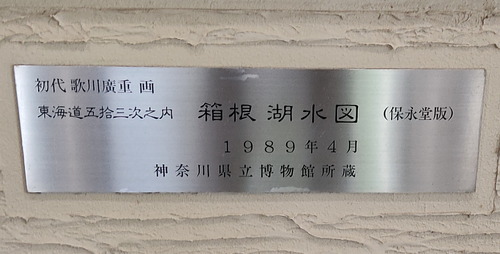 初代 歌川廣重 画
東海道五拾三次之内 箱根湖水図 (保永堂版)
1989年4月
神奈川県立博物館所蔵